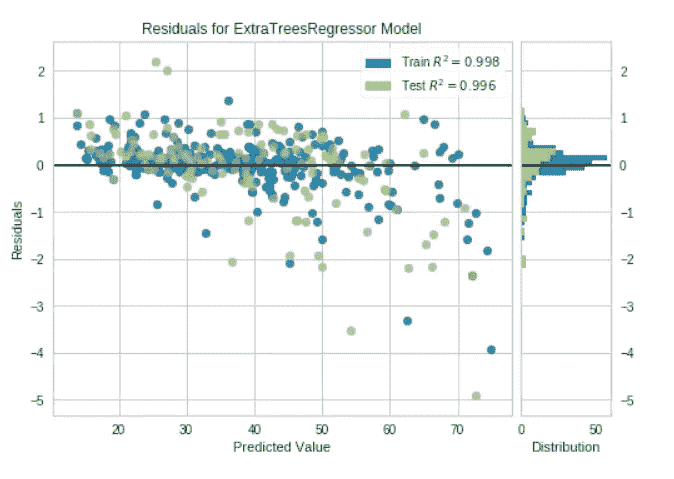 Residuals for ExtraTreesRegressor Model
Train R² = 0.998
Test R² = 0.996
2
1
0
−1
−2
−3
−4
−5
Residuals
20 30 40 50 60 70
Predicted Value
2
1
0
−1
−2
−3
−4
−5
0 50
Distribution